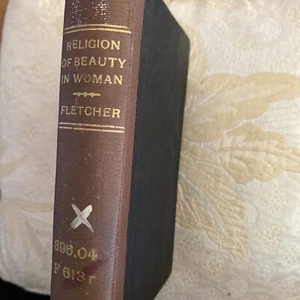 RELIGION
OF BEAUTY
IN WOMAN
FLETCHER
X
396.04
F 613 r